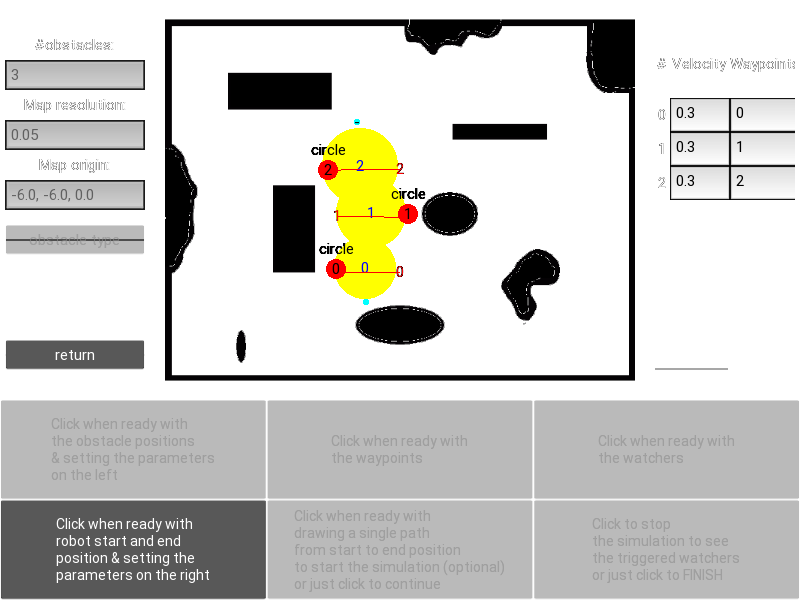 #obstacles:
3
Map resolution:
0.05
Map origin:
-6.0, -6.0, 0.0
obstacle type
return
circle
2
2
2
circle
1
1
1
circle
0
0
0
# Velocity Waypoints
0 0.3 0
1 0.3 1
2 0.3 2
Click when ready with
the obstacle positions
& setting the parameters
on the left
Click when ready with
the waypoints
Click when ready with
the watchers
Click when ready with
robot start and end
position & setting the
parameters on the right
Click when ready with
drawing a single path
from start to end position
to start the simulation (optional)
or just click to continue
Click to stop
the simulation to see
the triggered watchers
or just click to FINISH